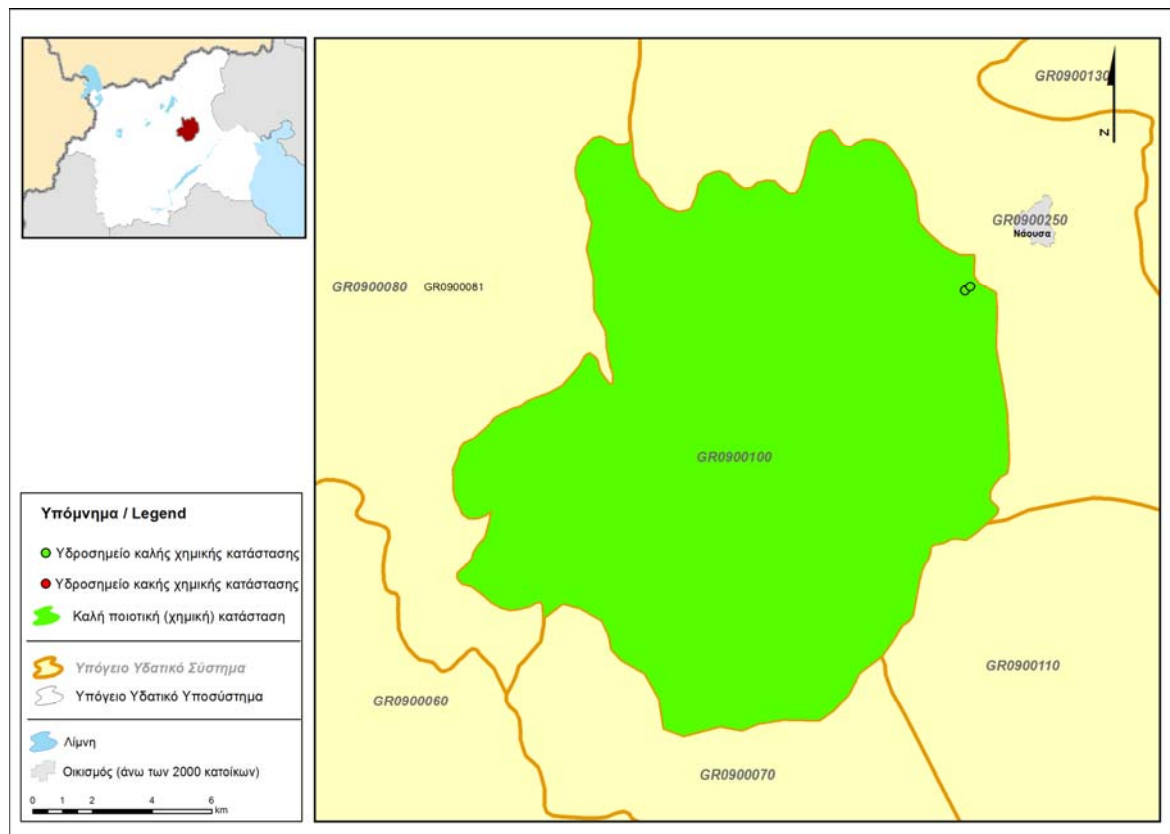 GR0900130
N
GR0900250
Νάουσα
GR0900080
GR0900081
GR0900100
GR0900110
GR0900060
GR0900070
Υπόμνημα / Legend
Υδροσημείο καλής χημικής κατάστασης
Υδροσημείο κακής χημικής κατάστασης
Καλή ποιοτική (χημική) κατάσταση
Υπόγειο Υδατικό Σύστημα
Υπόγειο Υδατικό Υποσύστημα
Λίμνη
Οικισμός (άνω των 2000 κατοίκων)
0 1 2 4 6
km